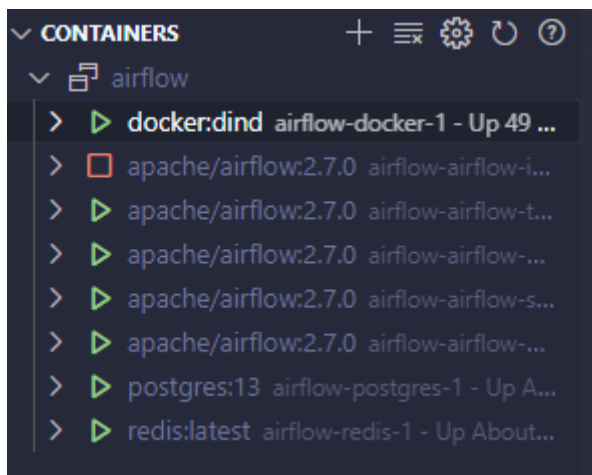 CONTAINERS
airflow
docker:dind airflow-docker-1 - Up 49 ...
apache/airflow:2.7.0 airflow-airflow-i...
apache/airflow:2.7.0 airflow-airflow-t...
apache/airflow:2.7.0 airflow-airflow-...
apache/airflow:2.7.0 airflow-airflow-s...
apache/airflow:2.7.0 airflow-airflow-...
postgres:13 airflow-postgres-1 - Up A...
redis:latest airflow-redis-1 - Up About...